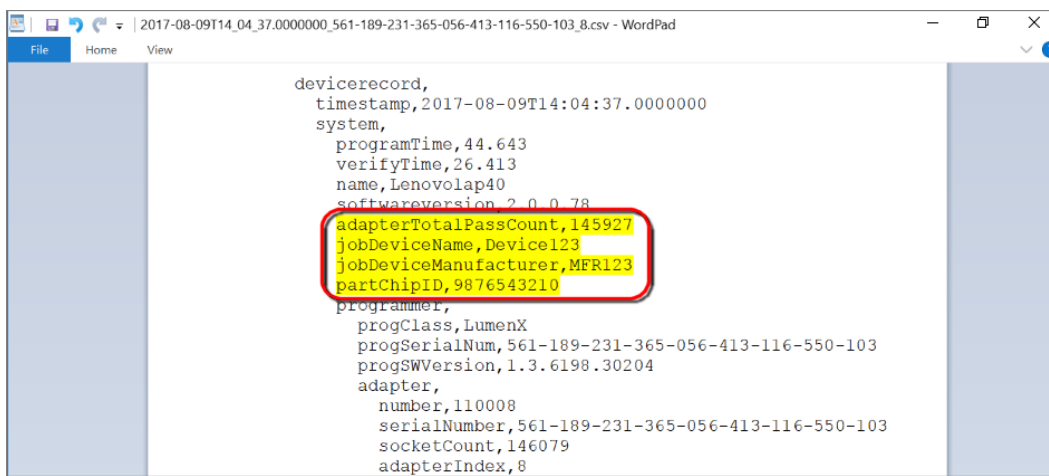 2017-08-09T14_04_37.0000000_561-189-231-365-056-413-116-550-103_8.csv - WordPad
File Home View
devicerecord,
timestamp,2017-08-09T14:04:37.0000000
system,
programTime,44.643
verifyTime,26.413
name,Lenovolap40
softwareversion,2.0.0.78
adapterTotalPassCount,145927
jobDeviceName,Device123
jobDeviceManufacturer,MFR123
partChipID,9876543210
programmer,
progClass,LumenX
progSerialNum,561-189-231-365-056-413-116-550-103
progSWVersion,1.3.6198.30204
adapter,
number,110008
serialNumber,561-189-231-365-056-413-116-550-103
socketCount,146079
adapterIndex,8